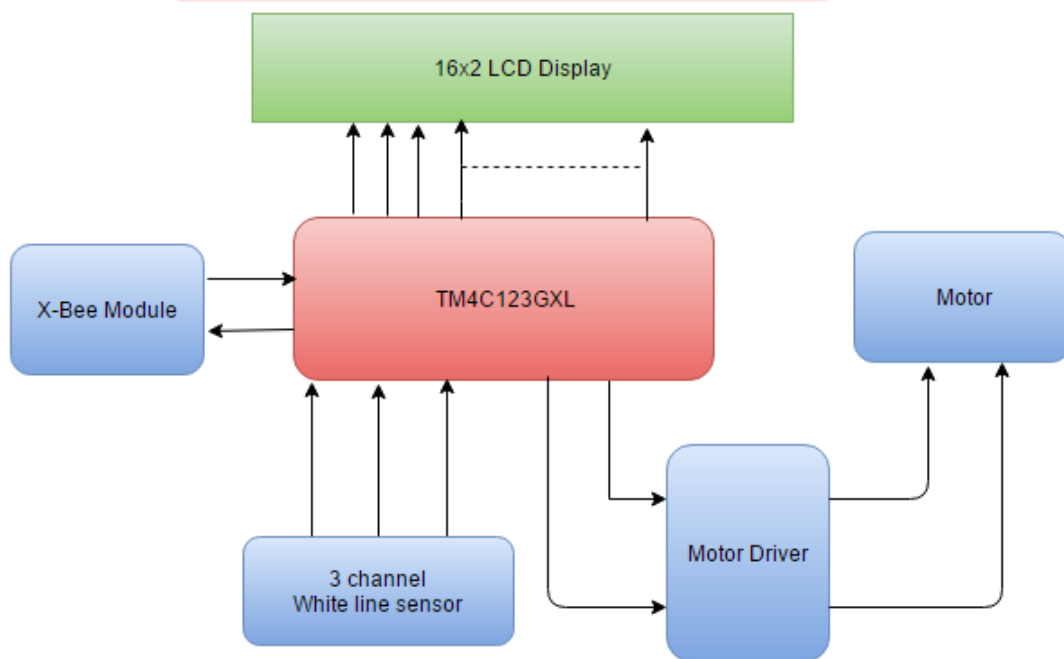 16x2 LCD Display
X-Bee Module
TM4C123GXL
Motor
3 channel
White line sensor
Motor Driver